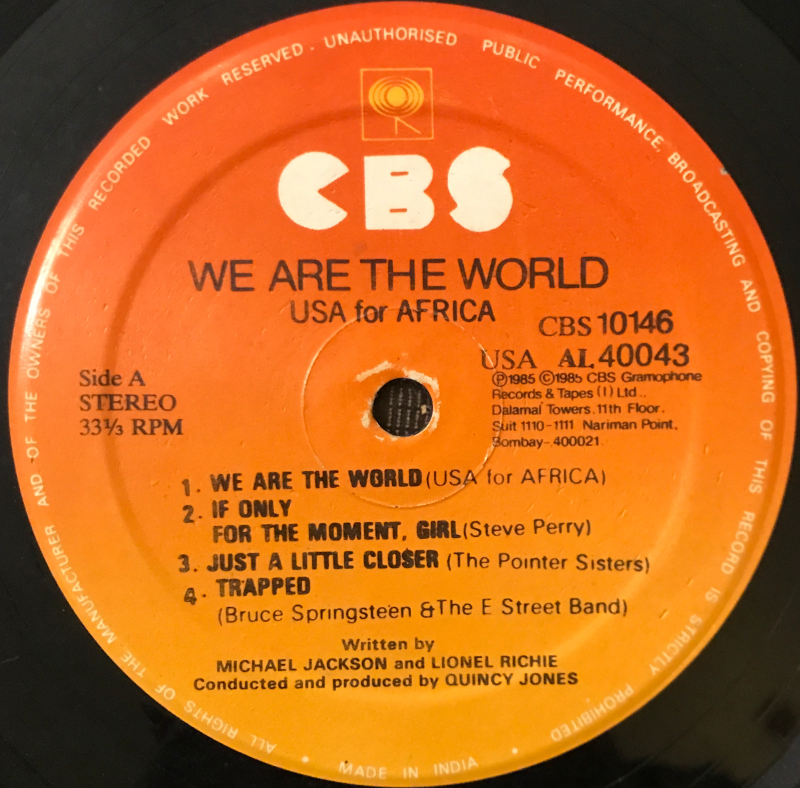 ALL RIGHTS OF THE MANUFACTURER AND OF THE OWNERS OF THIS RECORDED WORK RESERVED. UNAUTHORISED PUBLIC PERFORMANCE, BROADCASTING AND COPYING OF THIS RECORD IS STRICTLY PROHIBITED
CBS
WE ARE THE WORLD
USA for AFRICA
CBS 10146
USA AL 40043
Side A
STEREO
33⅓ RPM
Ⓟ1985 ©1985 CBS Gramophone
Records & Tapes (I) Ltd..
Dalamal Towers. 11th Floor.
Suit 1110-1111 Nariman Point,
Bombay-400021
1. WE ARE THE WORLD (USA for AFRICA)
2. IF ONLY
FOR THE MOMENT, GIRL (Steve Perry)
3. JUST A LITTLE CLOSER (The Pointer Sisters)
4. TRAPPED
(Bruce Springsteen & The E Street Band)
Written by
MICHAEL JACKSON and LIONEL RICHIE
Conducted and produced by QUINCY JONES
MADE IN INDIA